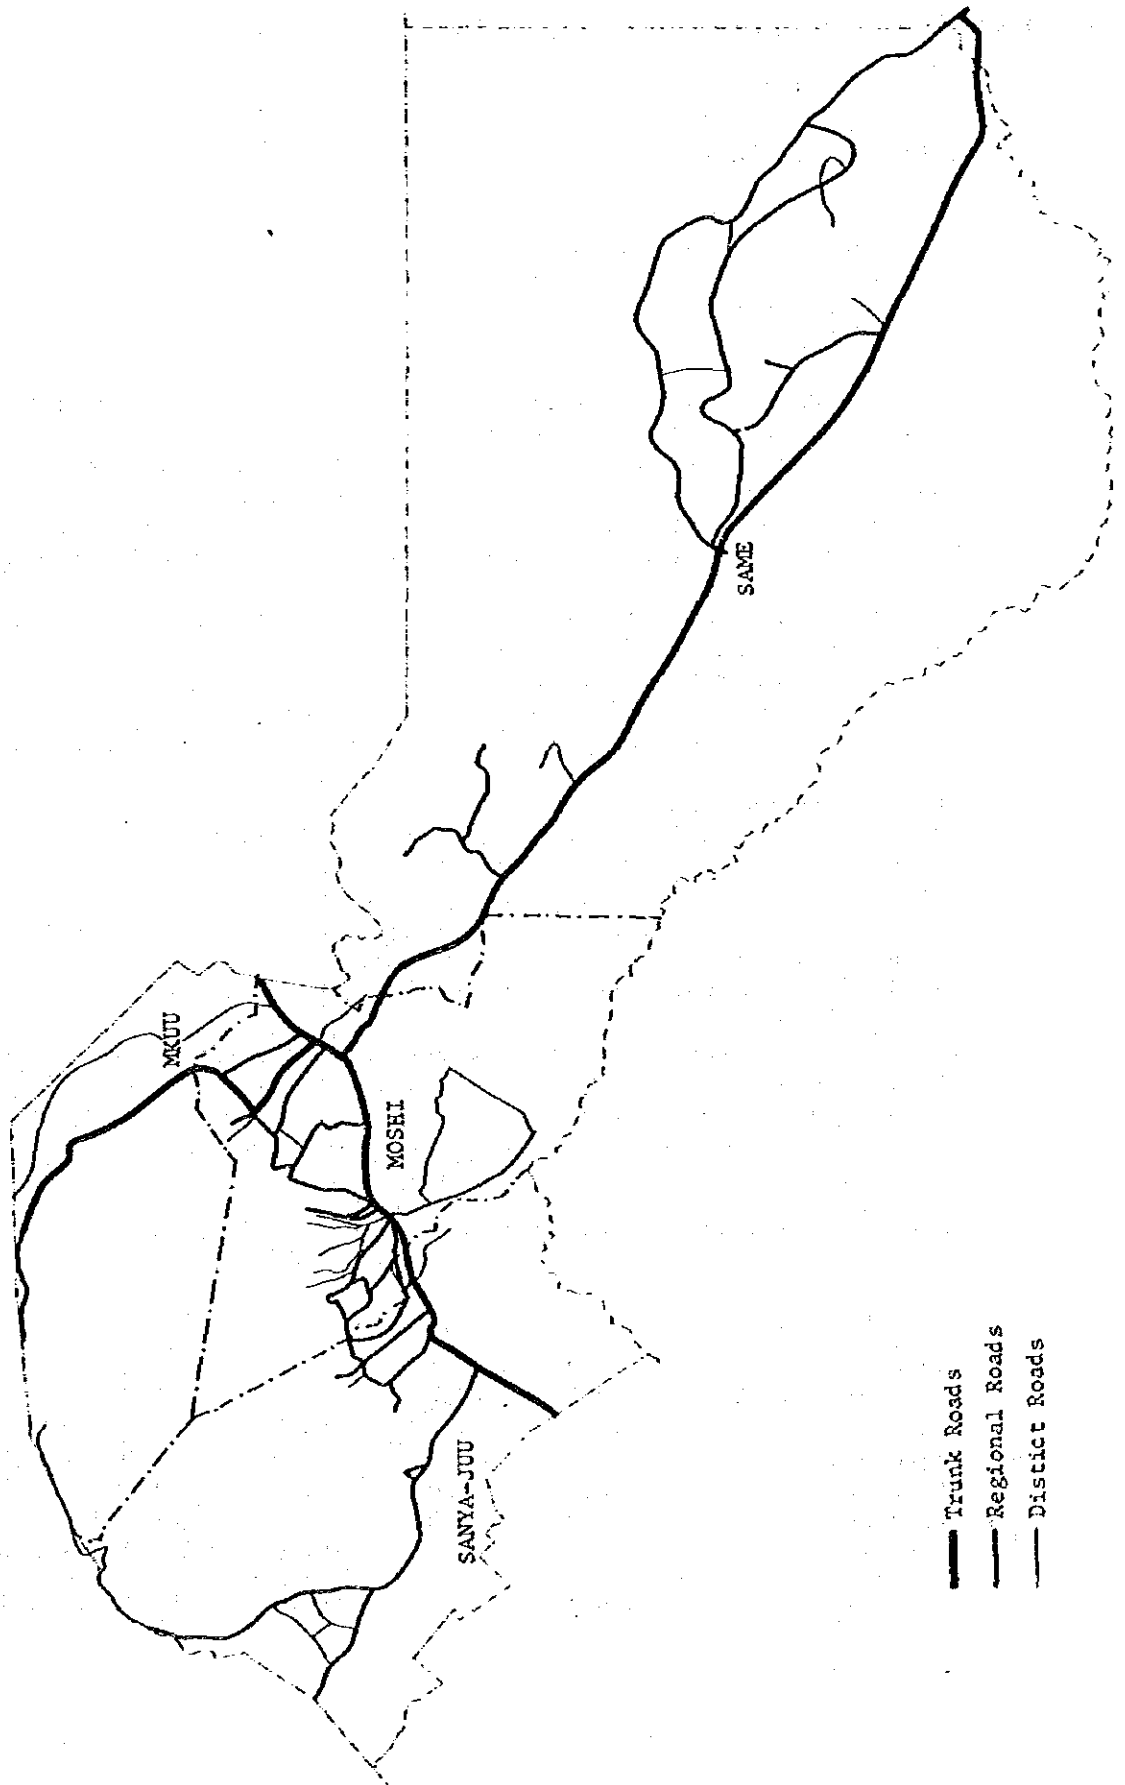 MKUU
MOSHI
SAME
SANYA-JUU
Trunk Roads
Regional Roads
Distict Roads